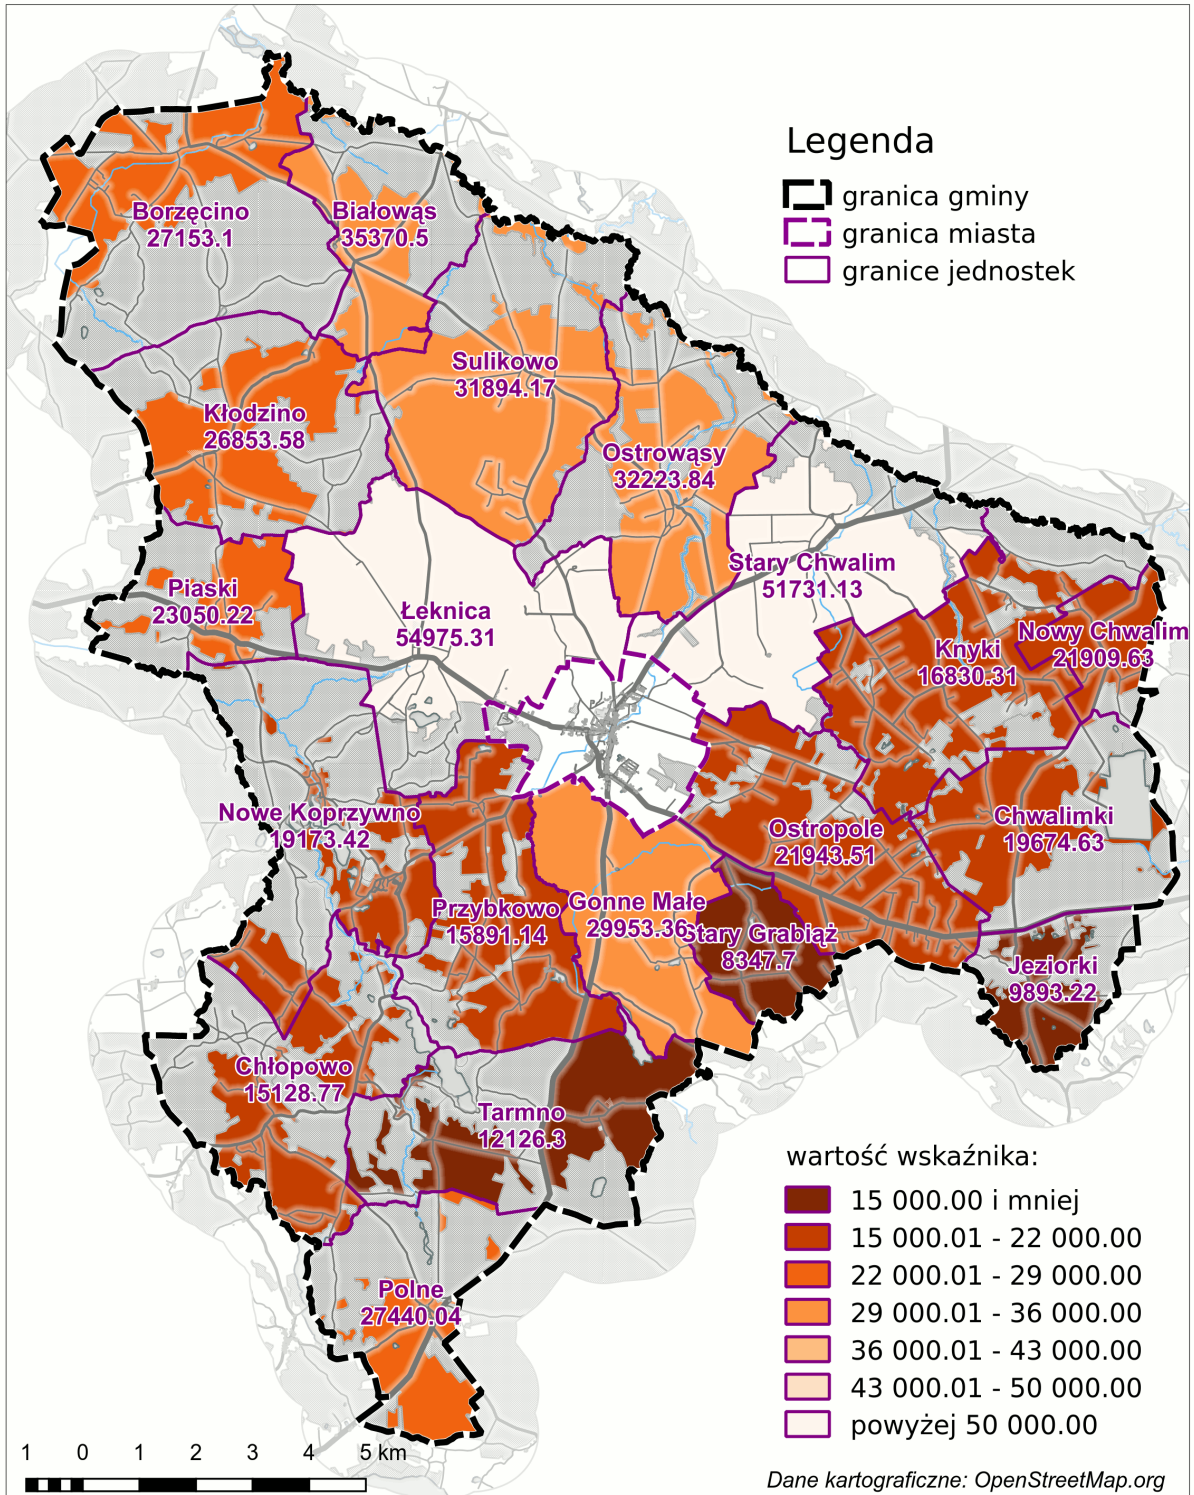 Legenda
granica gminy
granica miasta
granice jednostek
Borzęcino
27153.1
Białowąs
35370.5
Sulikowo
31894.17
Kłodzino
26853.58
Ostrowąsy
32223.84
Stary Chwalim
51731.13
Piaski
23050.22
Łeknica
54975.31
Knyki
16830.31
Nowy Chwalim
21909.63
Nowe Koprzywno
19173.42
Ostropole
21943.51
Chwalimki
19674.63
Przybkowo
15891.14
Gonne Małe
29953.36
Stary Grabiąż
8347.7
Jeziorki
9893.22
Chłopowo
15128.77
Tarmno
12126.3
Polne
27440.04
wartość wskaźnika:
15 000.00 i mniej
15 000.01 - 22 000.00
22 000.01 - 29 000.00
29 000.01 - 36 000.00
36 000.01 - 43 000.00
43 000.01 - 50 000.00
powyżej 50 000.00
1 0 1 2 3 4 5 km
Dane kartograficzne: OpenStreetMap.org